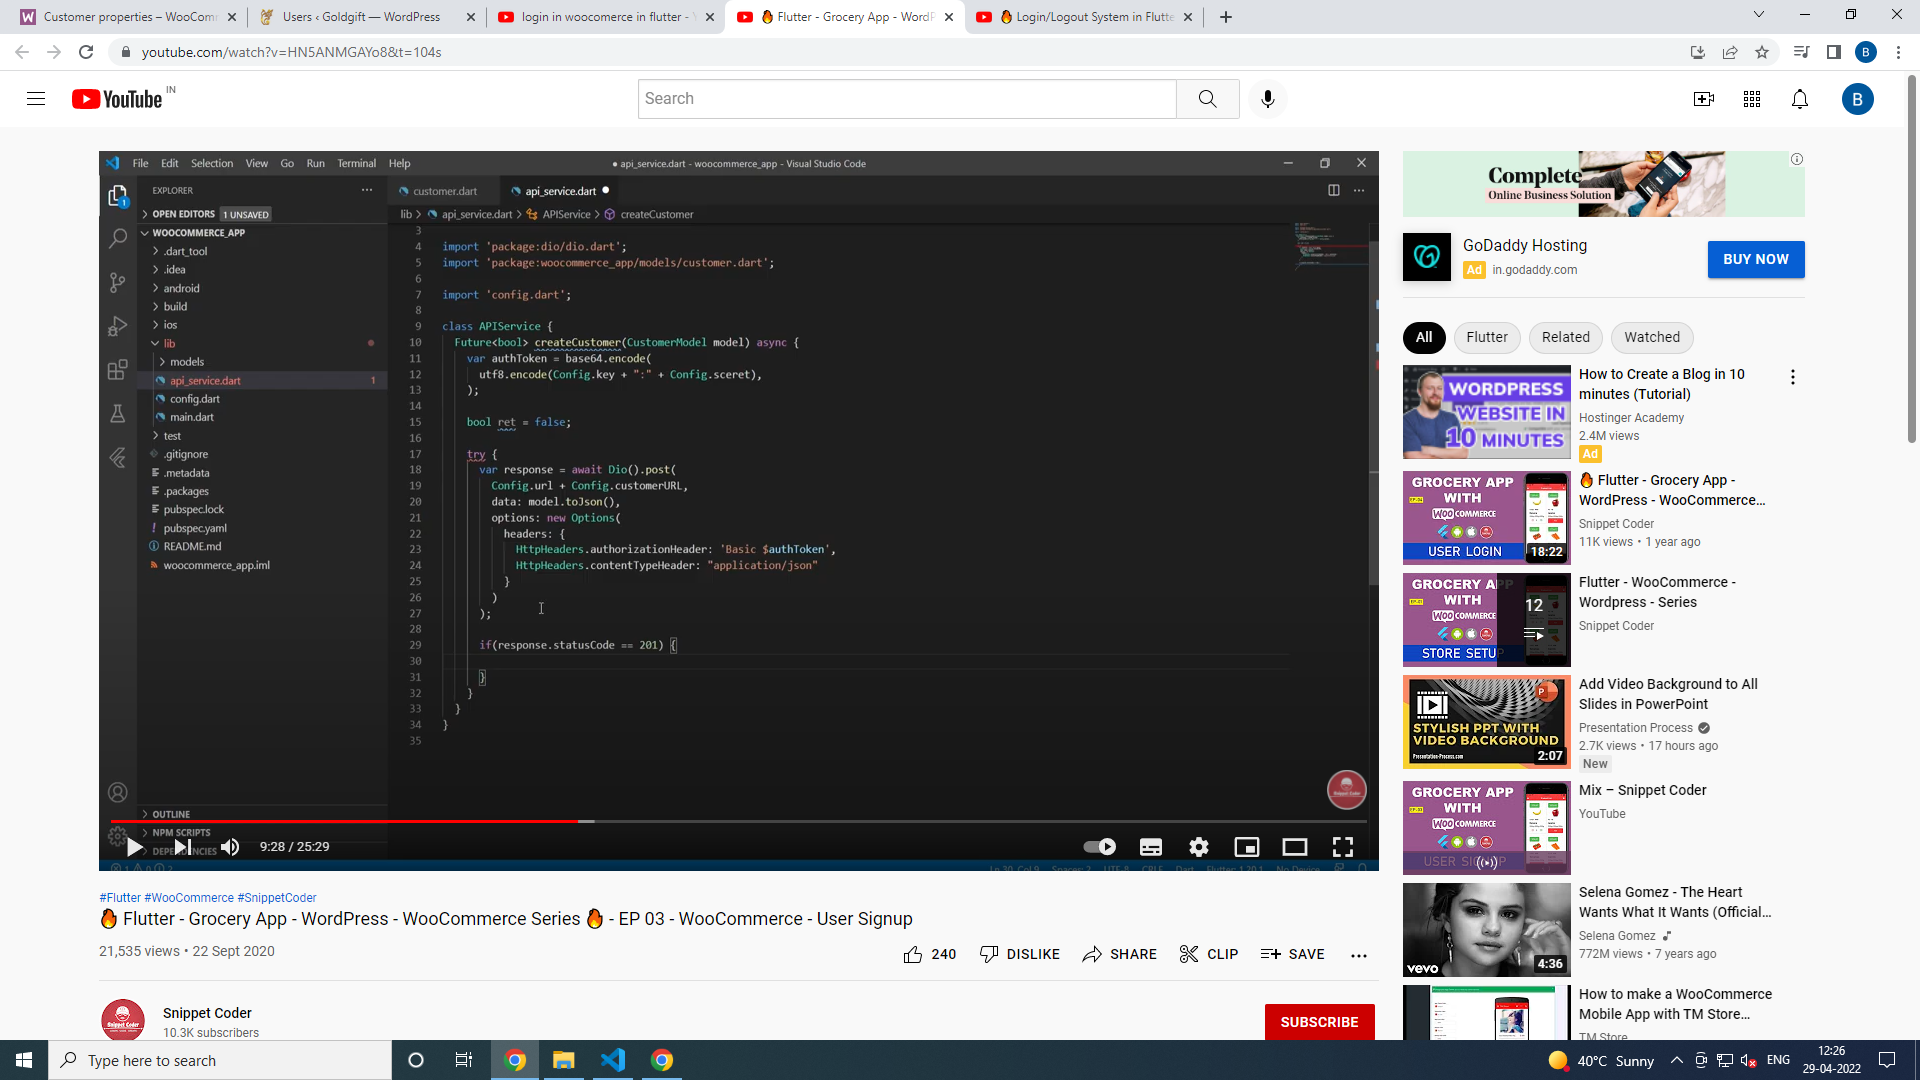 Customer properties – WooComm
Users ‹ Goldgift — WordPress
login in woocomerce in flutter - Y
🔥 Flutter - Grocery App - WordP
🔥 Login/Logout System in Flutte
youtube.com/watch?v=HN5ANMGAYo8&t=104s
B
YouTube IN
Search
B
File Edit Selection View Go Run Terminal Help
● api_service.dart - woocommerce_app - Visual Studio Code
EXPLORER
customer.dart
api_service.dart
1
OPEN EDITORS 1 UNSAVED
lib > api_service.dart > APIService > createCustomer
WOOCOMMERCE_APP
.dart_tool
.idea
android
build
ios
lib
models
api_service.dart 1
config.dart
main.dart
test
.gitignore
.metadata
.packages
pubspec.lock
pubspec.yaml
README.md
woocommerce_app.iml
OUTLINE
NPM SCRIPTS
DEPENDENCIES
3
4 import 'package:dio/dio.dart';
5 import 'package:woocommerce_app/models/customer.dart';
6
7 import 'config.dart';
8
9 class APIService {
10 Future<bool> createCustomer(CustomerModel model) async {
11 var authToken = base64.encode(
12 utf8.encode(Config.key + ":" + Config.sceret),
13 );
14
15 bool ret = false;
16
17 try {
18 var response = await Dio().post(
19 Config.url + Config.customerURL,
20 data: model.toJson(),
21 options: new Options(
22 headers: {
23 HttpHeaders.authorizationHeader: 'Basic $authToken',
24 HttpHeaders.contentTypeHeader: "application/json"
25 }
26 )
27 );
28
29 if(response.statusCode == 201) {
30
31 }
32 }
33 }
34 }
35
Snippet Coder
9:28 / 25:29
#Flutter #WooCommerce #SnippetCoder
🔥 Flutter - Grocery App - WordPress - WooCommerce Series 🔥 - EP 03 - WooCommerce - User Signup
21,535 views • 22 Sept 2020
240 DISLIKE SHARE CLIP SAVE
Snippet Coder
10.3K subscribers
SUBSCRIBE
Complete
Online Business Solution
GoDaddy Hosting
Ad in.godaddy.com
BUY NOW
All Flutter Related Watched
WORDPRESS
WEBSITE IN
10 MINUTES
How to Create a Blog in 10
minutes (Tutorial)
Hostinger Academy
2.4M views
Ad
GROCERY APP
WITH
WOO COMMERCE
USER LOGIN
18:22
🔥 Flutter - Grocery App -
WordPress - WooCommerce...
Snippet Coder
11K views • 1 year ago
GROCERY APP
WITH
WOO COMMERCE
STORE SETUP
12
Flutter - WooCommerce -
Wordpress - Series
Snippet Coder
STYLISH PPT WITH
VIDEO BACKGROUND
Presentation-Process.com
2:07
Add Video Background to All
Slides in PowerPoint
Presentation Process
2.7K views • 17 hours ago
New
GROCERY APP
WITH
WOO COMMERCE
USER SIGNUP
Mix – Snippet Coder
YouTube
vevo
4:36
Selena Gomez - The Heart
Wants What It Wants (Official...
Selena Gomez
772M views • 7 years ago
How to make a WooCommerce
Mobile App with TM Store...
TM Store
Type here to search
40°C Sunny
ENG
12:26
29-04-2022